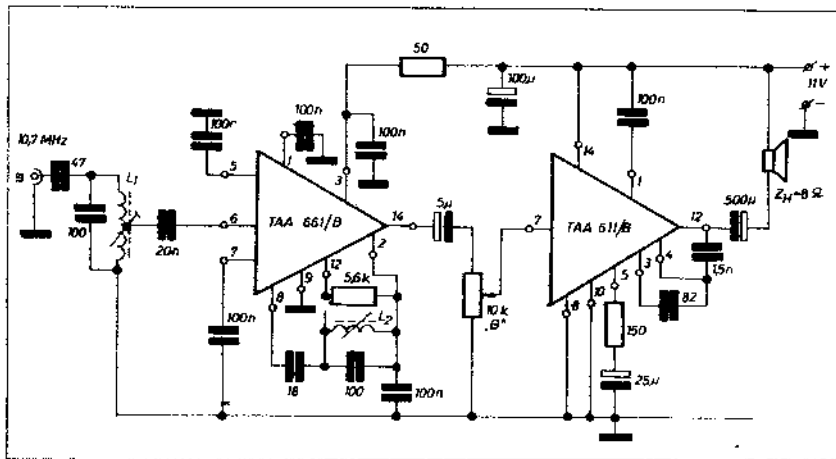 50
100µ
+
11V
−
100n
100n
100n
100n
10,7 MHz
47
L1
100
20n
5
1
3
6
7
TAA 661/B
14
2
12
9
8
5µ
5,6k
L2
18
100
100n
100n
10k
„B"
14
1
7
TAA 611/B
12
500µ
ZH=8 Ω
1,5n
8
10
5
3
4
82
150
25µ